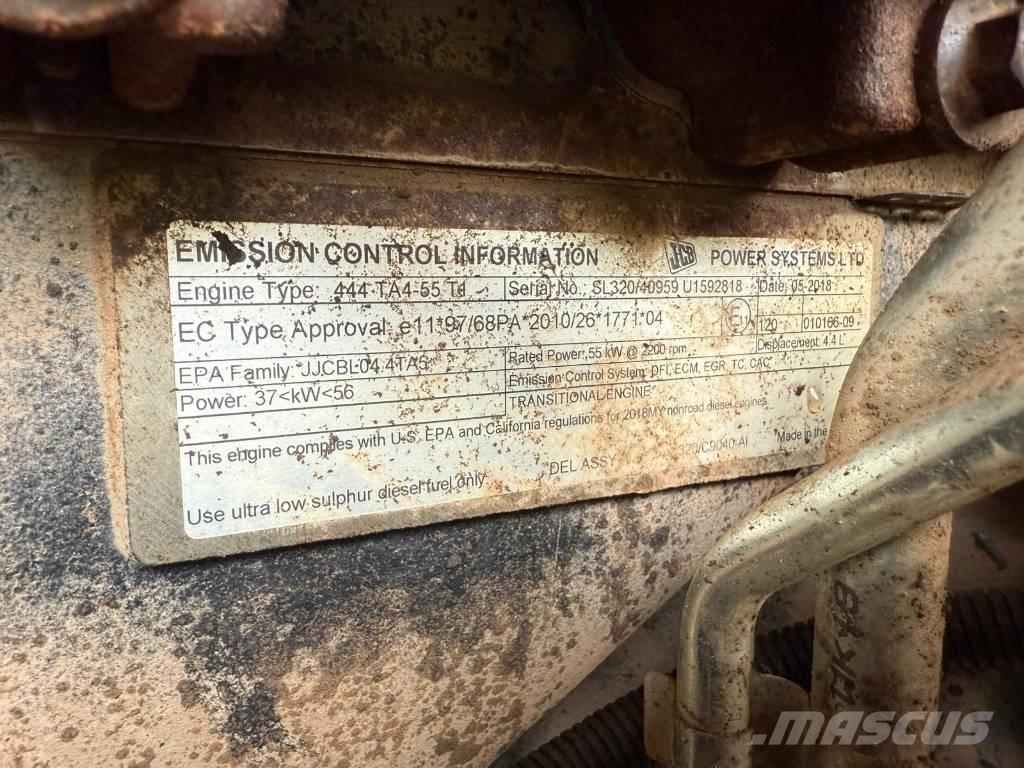 EMISSION CONTROL INFORMATION JCB POWER SYSTEMS LTD
Engine Type: 444 TA4-55 TI Serial No.: SL320/40959 U1592818 Date, 05-2018
EC Type Approval: e11*97/68PA*2010/26*1771*04 E11 120 010166-09
EPA Family: JJCBL04.4TA5 Rated Power: 55 kW @ 2200 rpm Displacement: 4.4 L
Power: 37<kW<56 Emission Control System: DFI, ECM, EGR, TC, CAC
TRANSITIONAL ENGINE
This engine complies with U.S. EPA and California regulations for 2018MY nonroad diesel engines.
Use ultra low sulphur diesel fuel only DEL ASSY 320/C9040-AI Made in the
MASCUS